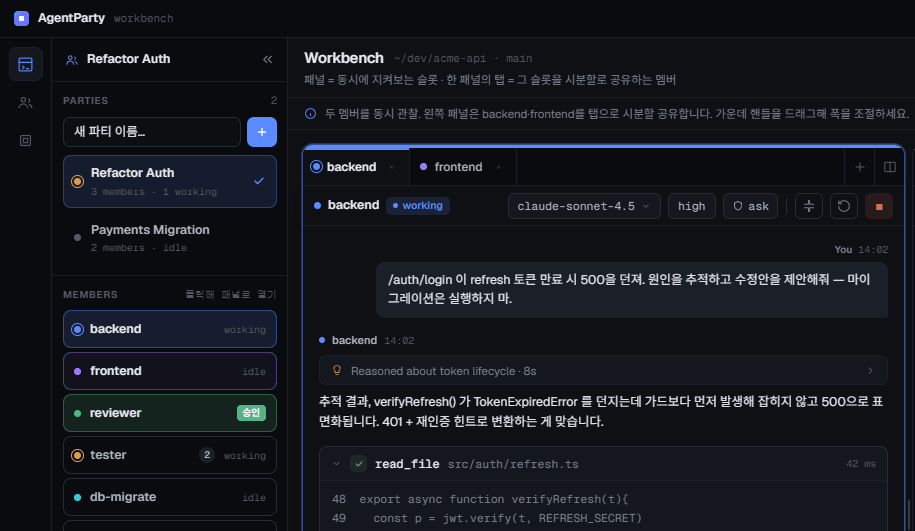 AgentParty workbench
Refactor Auth
PARTIES 2
새 파티 이름…
+
Refactor Auth
3 members · 1 working
Payments Migration
2 members · idle
MEMBERS 클릭해 패널로 열기
backend working
frontend idle
reviewer 승인
tester 2 working
db-migrate idle
Workbench ~/dev/acme-api · main
패널 = 동시에 지켜보는 슬롯 · 한 패널의 탭 = 그 슬롯을 시분할로 공유하는 멤버
두 멤버를 동시 관찰. 왼쪽 패널은 backend·frontend를 탭으로 시분할 공유합니다. 가운데 핸들을 드래그해 폭을 조절하세요.
backend
frontend
backend working claude-sonnet-4.5 high ask
You 14:02
/auth/login 이 refresh 토큰 만료 시 500을 던져. 원인을 추적하고 수정안을 제안해줘 — 마이
그레이션은 실행하지 마.
backend 14:02
Reasoned about token lifecycle · 8s
추적 결과, verifyRefresh() 가 TokenExpiredError 를 던지는데 가드보다 먼저 발생해 잡히지 않고 500으로 표
면화됩니다. 401 + 재인증 힌트로 변환하는 게 맞습니다.
read_file src/auth/refresh.ts 42 ms
48 export async function verifyRefresh(t){
49 const p = jwt.verify(t, REFRESH_SECRET)